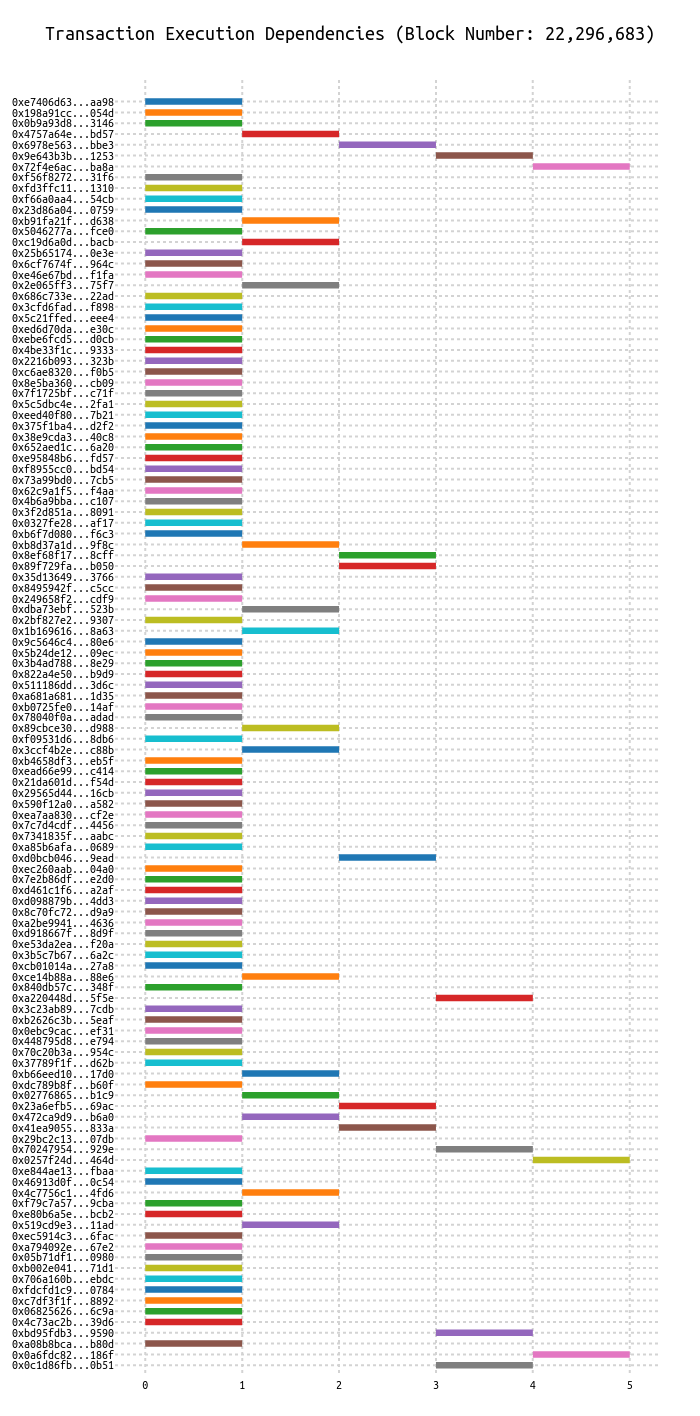 Transaction Execution Dependencies (Block Number: 22,296,683)
0xe7406d63...aa98
0x198a91cc...054d
0x0b9a93d8...3146
0x4757a64e...bd57
0x6978e563...bbe3
0x9e643b3b...1253
0x72f4e6ac...ba8a
0xf56f8272...31f6
0xfd3ffc11...1310
0xf66a0aa4...54cb
0x23d86a04...0759
0xb91fa21f...d638
0x5046277a...fce0
0xc19d6a0d...bacb
0x25b65174...0e3e
0x6cf7674f...964c
0xe46e67bd...f1fa
0x2e065ff3...75f7
0x686c733e...22ad
0x3cfd6fad...f898
0x5c21ffed...eee4
0xed6d70da...e30c
0xebe6fcd5...d0cb
0x4be33f1c...9333
0x2216b093...323b
0xc6ae8320...f0b5
0x8e5ba360...cb09
0x7f1725bf...c71f
0x5c5dbc4e...2fa1
0xeed40f80...7b21
0x375f1ba4...d2f2
0x38e9cda3...40c8
0x652aed1c...6a20
0xe95848b6...fd57
0xf8955cc0...bd54
0x73a99bd0...7cb5
0x62c9a1f5...f4aa
0x4b6a9bba...c107
0x3f2d851a...8091
0x0327fe28...af17
0xb6f7d080...f6c3
0xb8d37a1d...9f8c
0x8ef68f17...8cff
0x89f729fa...b050
0x35d13649...3766
0x8495942f...c5cc
0x249658f2...cdf9
0xdba73ebf...523b
0x2bf827e2...9307
0x1b169616...8a63
0x9c5646c4...80e6
0x5b24de12...09ec
0x3b4ad788...8e29
0x822a4e50...b9d9
0x511186dd...3d6c
0xa681a681...1d35
0xb0725fe0...14af
0x78040f0a...adad
0x89cbce30...d988
0xf09531d6...8db6
0x3ccf4b2e...c88b
0xb4658df3...eb5f
0xead66e99...c414
0x21da601d...f54d
0x29565d44...16cb
0x590f12a0...a582
0xea7aa830...cf2e
0x7c7d4cdf...4456
0x7341835f...aabc
0xa85b6afa...0689
0xd0bcb046...9ead
0xec260aab...04a0
0x7e2b86df...e2d0
0xd461c1f6...a2af
0xd098879b...4dd3
0x8c70fc72...d9a9
0xa2be9941...4636
0xd918667f...8d9f
0xe53da2ea...f20a
0x3b5c7b67...6a2c
0xcb01014a...27a8
0xce14b88a...88e6
0x840db57c...348f
0xa220448d...5f5e
0x3c23ab89...7cdb
0xb2626c3b...5eaf
0x0ebc9cac...ef31
0x448795d8...e794
0x70c20b3a...954c
0x37789f1f...d62b
0xb66eed10...17d0
0xdc789b8f...b60f
0x02776865...b1c9
0x23a6efb5...69ac
0x472ca9d9...b6a0
0x41ea9055...833a
0x29bc2c13...07db
0x70247954...929e
0x0257f24d...464d
0xe844ae13...fbaa
0x46913d0f...0c54
0x4c7756c1...4fd6
0xf79c7a57...9cba
0xe80b6a5e...bcb2
0x519cd9e3...11ad
0xec5914c3...6fac
0xa794092e...67e2
0x05b71df1...0980
0xb002e041...71d1
0x706a160b...ebdc
0xfdcfd1c9...0784
0xc7df3f1f...8892
0x06825626...6c9a
0x4c73ac2b...39d6
0xbd95fdb3...9590
0xa08b8bca...b80d
0x0a6fdc82...186f
0x0c1d86fb...0b51
0 1 2 3 4 5